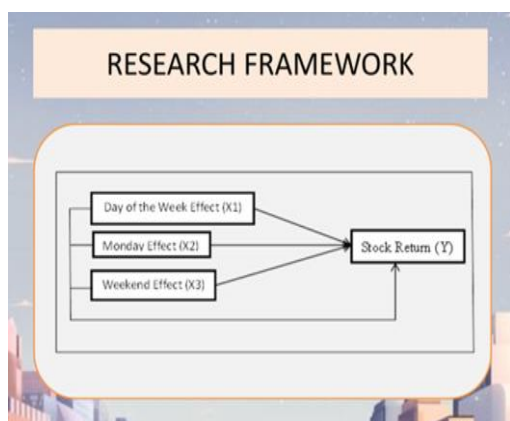 RESEARCH FRAMEWORK
Day of the Week Effect (X1)
Monday Effect (X2)
Stock Return (Y)
Weekend Effect (X3)